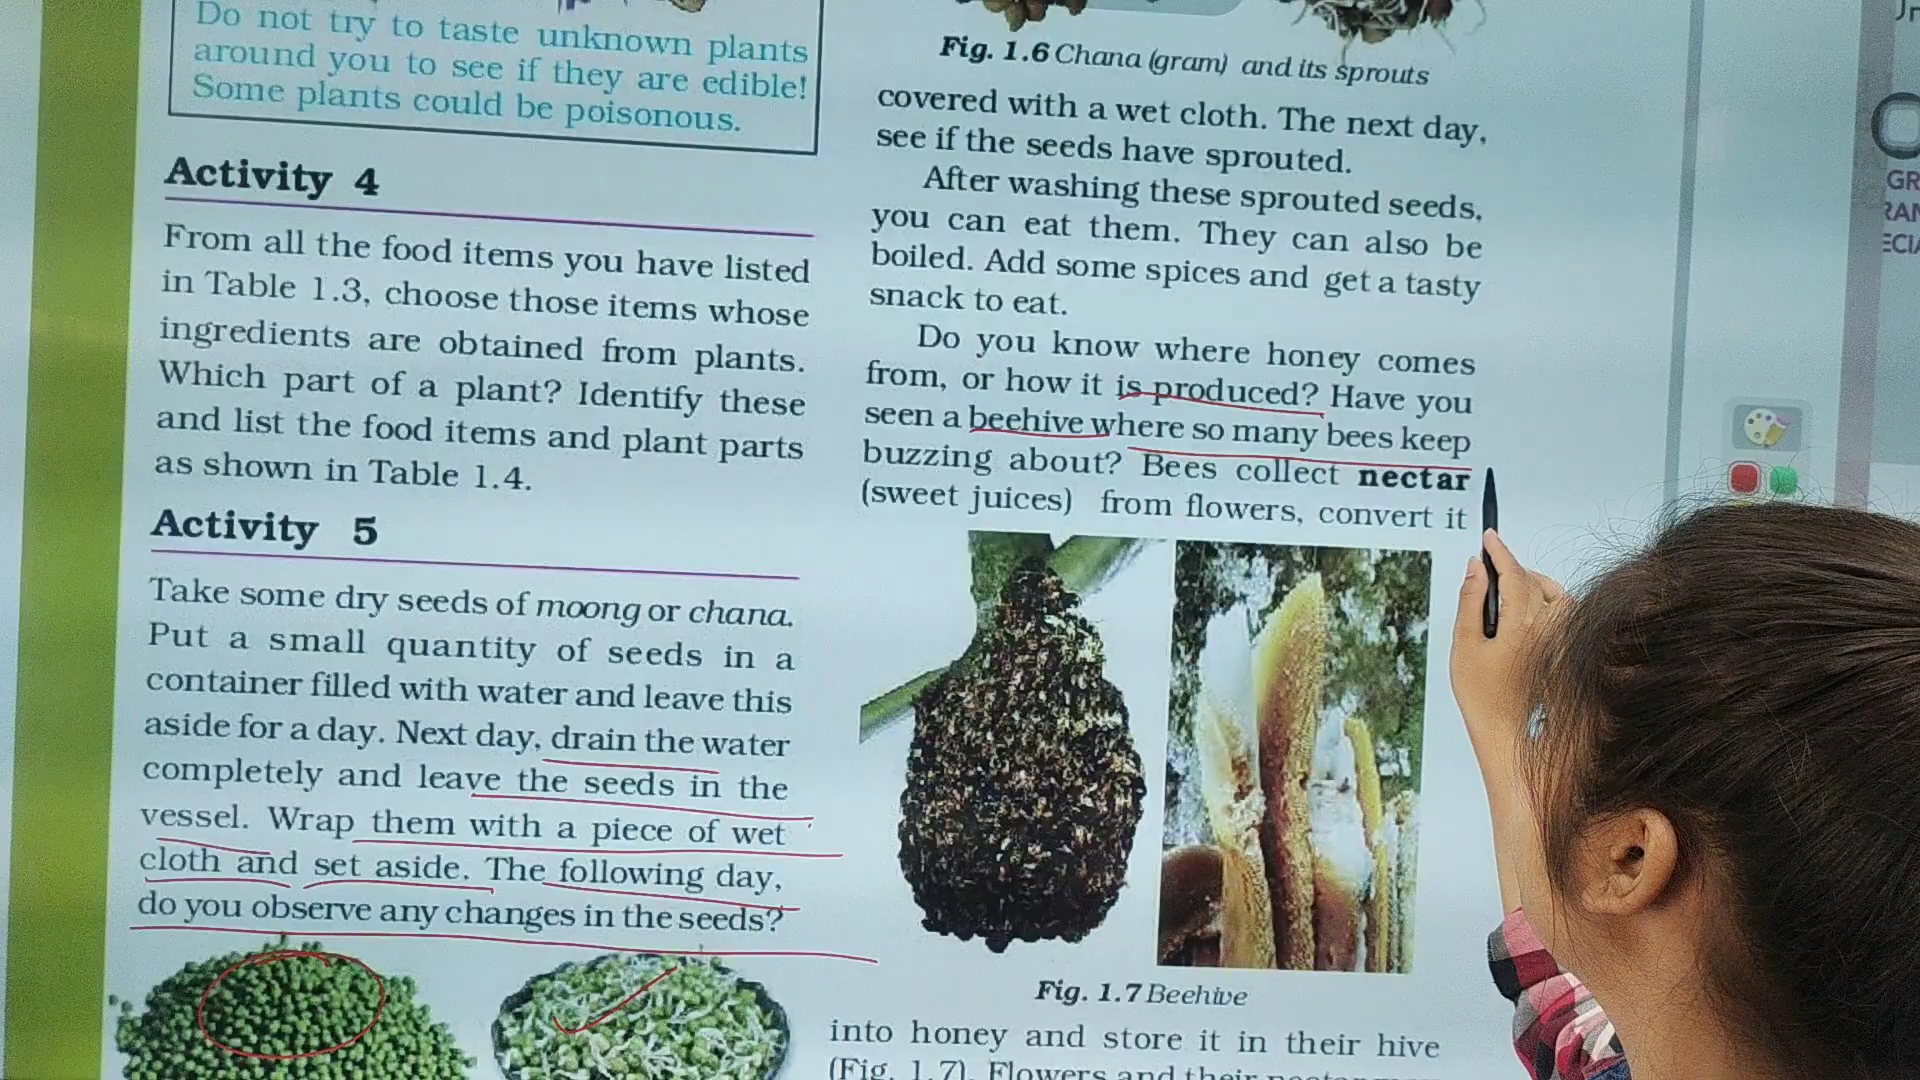 Do not try to taste unknown plants
around you to see if they are edible!
Some plants could be poisonous.
Activity 4
From all the food items you have listed
in Table 1.3, choose those items whose
ingredients are obtained from plants.
Which part of a plant? Identify these
and list the food items and plant parts
as shown in Table 1.4.
Activity 5
Take some dry seeds of moong or chana.
Put a small quantity of seeds in a
container filled with water and leave this
aside for a day. Next day, drain the water
completely and leave the seeds in the
vessel. Wrap them with a piece of wet
cloth and set aside. The following day,
do you observe any changes in the seeds?
Fig. 1.6 Chana (gram) and its sprouts
covered with a wet cloth. The next day,
see if the seeds have sprouted.
After washing these sprouted seeds,
you can eat them. They can also be
boiled. Add some spices and get a tasty
snack to eat.
Do you know where honey comes
from, or how it is produced? Have you
seen a beehive where so many bees keep
buzzing about? Bees collect nectar
(sweet juices) from flowers, convert it
Fig. 1.7 Beehive
into honey and store it in their hive
(Fig. 1.7). Flowers and their